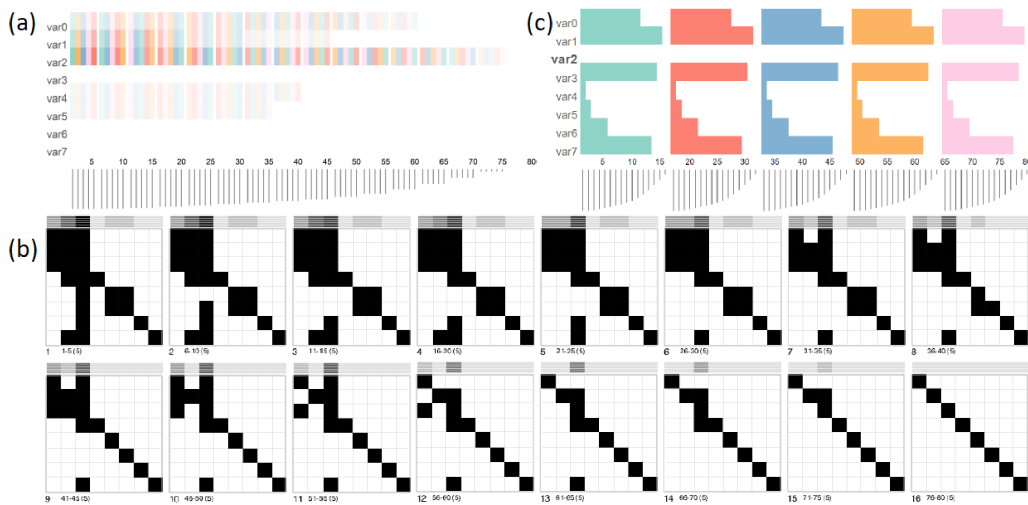 (a)
var0
var1
var2
var3
var4
var5
var6
var7
5 10 15 20 25 30 35 40 45 50 55 60 65 70 75 80
(c)
var0
var1
var2
var3
var4
var5
var6
var7
5 10 15 20 25 30 35 40 45 50 55 60 65 70 75 80
(b)
1 1-5 (5)
2 6-10 (5)
3 11-15 (5)
4 16-20 (5)
5 21-25 (5)
6 26-30 (5)
7 31-35 (5)
8 36-40 (5)
9 41-45 (5)
10 46-50 (5)
11 51-55 (5)
12 56-60 (5)
13 61-65 (5)
14 66-70 (5)
15 71-75 (5)
16 76-80 (5)